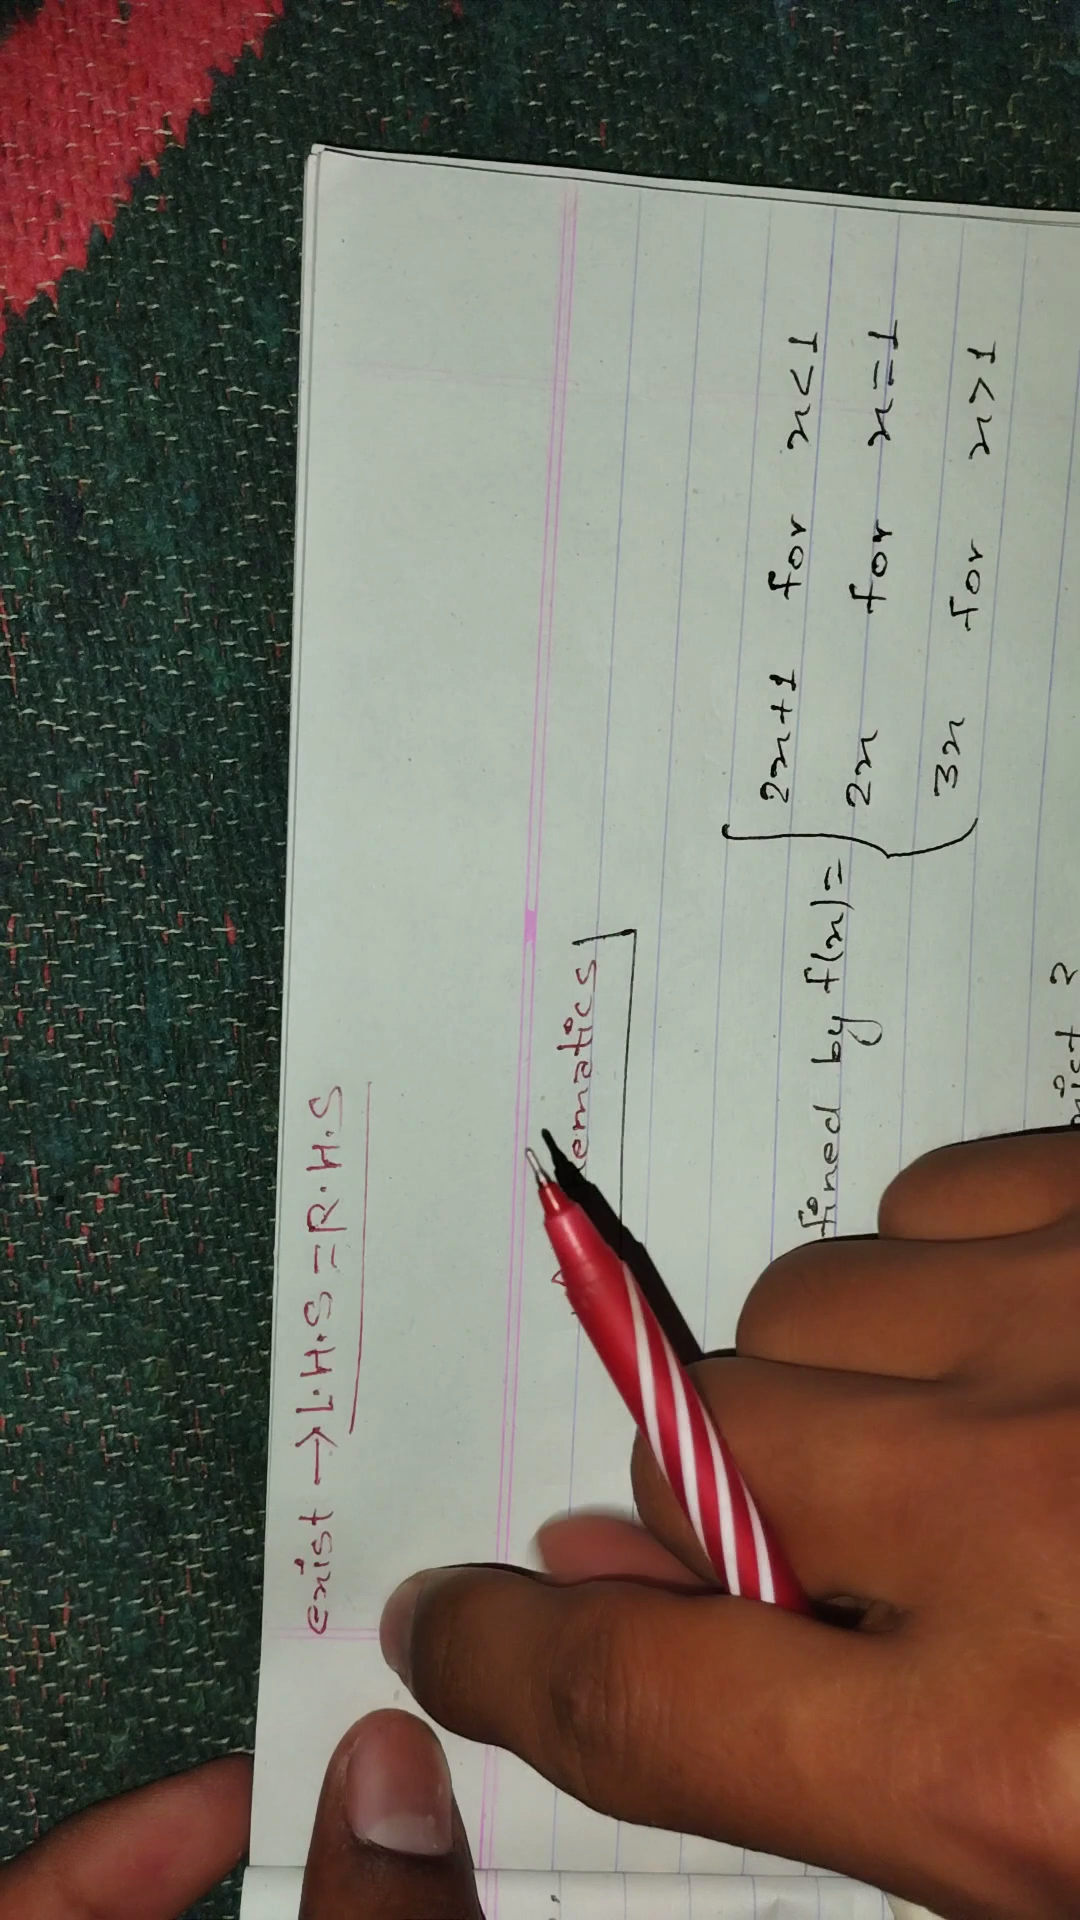 exist → L.H.S = R.H.S
ematics
fined by f(x) = { 2x+1 for x<1
2x for x=1
3x for x>1
?